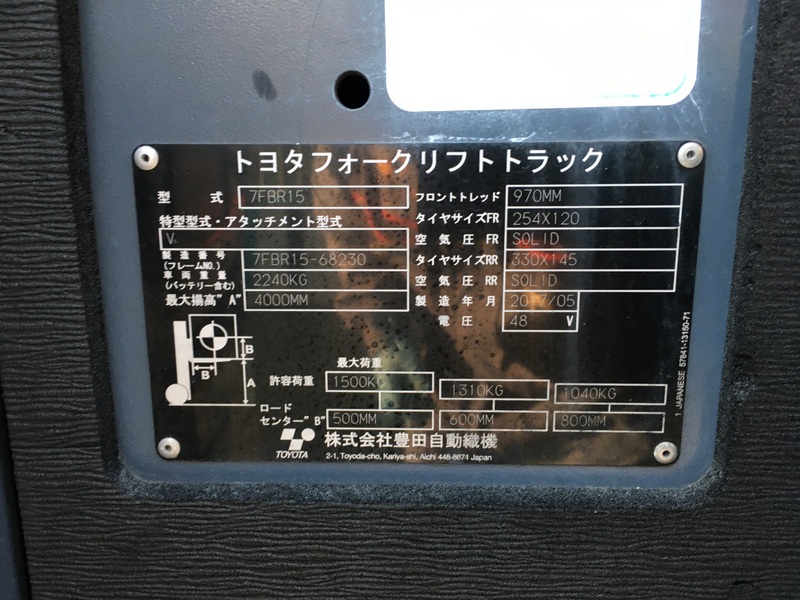 トヨタフォークリフトトラック
型 式 7FBR15
特型型式・アタッチメント型式
V
製造番号 (フレームNO.) 7FBR15-68230
車両重量 (バッテリー含む) 2240KG
最大揚高"A" 4000MM
フロントトレッド 970MM
タイヤサイズFR 254X120
空気圧 FR SOLID
タイヤサイズRR 330X145
空気圧 RR SOLID
製造年月
電圧 48 V
B
B
A
最大荷重
許容荷重 1500KG 1310KG 1040KG
ロードセンター"B" 500MM 600MM 800MM
TOYOTA
株式会社豊田自動織機
2-1, Toyoda-cho, Kariya-shi, Aichi 448-8671 Japan
1 JAPANESE 57841-13150-71